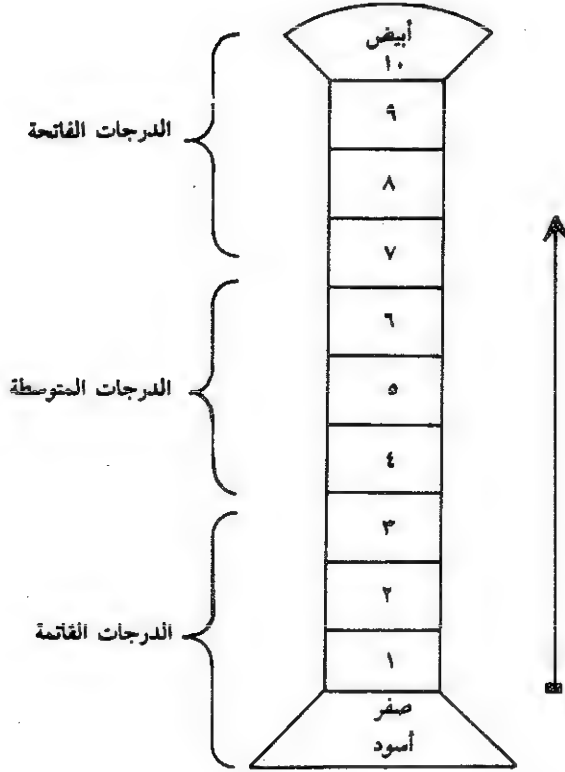 أبيض
١٠
٩
الدرجات الفاتحة
٨
٧
٦
٥
الدرجات المتوسطة
٤
٣
٢
١
الدرجات القاتمة
صفر
أسود